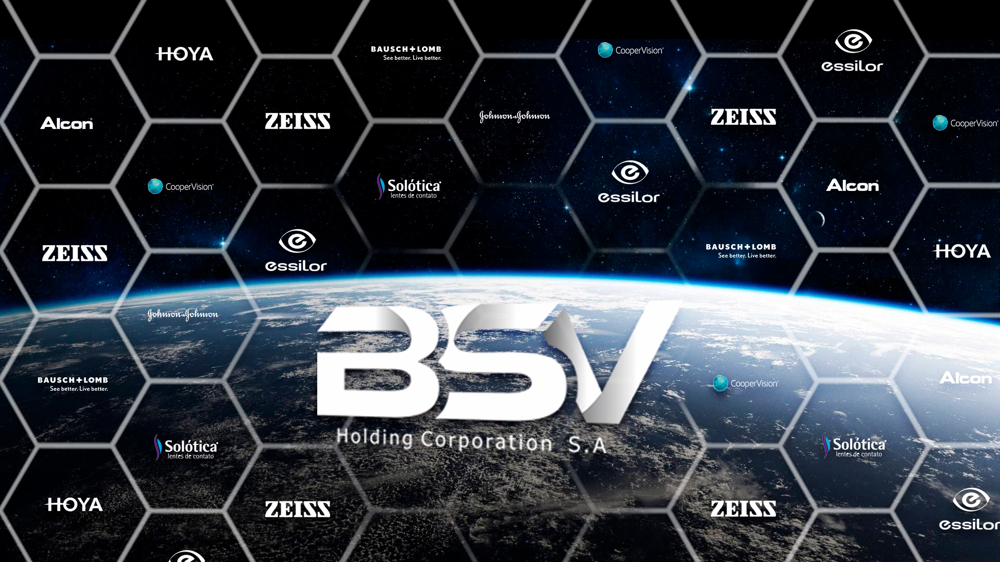 HOYA
BAUSCH+LOMB
See better. Live better.
CooperVision®
essilor
Alcon
ZEISS
Johnson&Johnson
ZEISS
CooperVision®
CooperVision®
Solótica®
lentes de contato
essilor
Alcon
ZEISS
essilor
BAUSCH+LOMB
See better. Live better.
HOYA
Johnson&Johnson
BSV
Holding Corporation S.A
BAUSCH+LOMB
See better. Live better.
CooperVision®
Alcon
Solótica®
lentes de contato
Solótica®
lentes de contato
HOYA
ZEISS
ZEISS
essilor